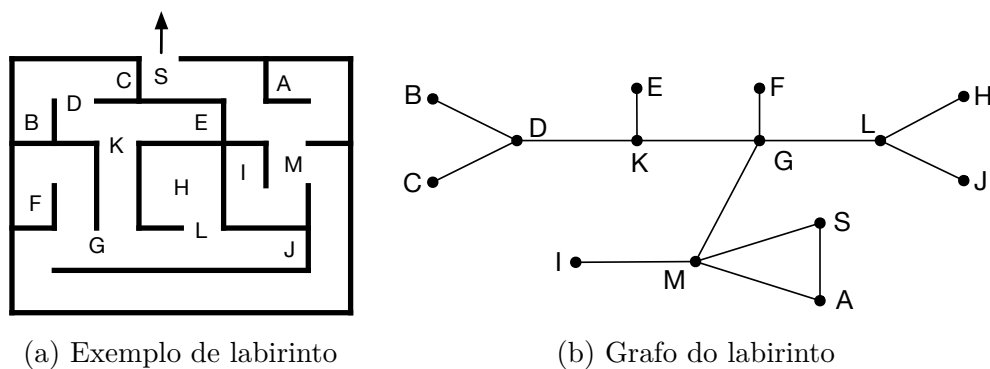 S
C
A
D
B
E
K
M
I
H
F
L
G
J
B
E
F
H
D
L
K
G
C
J
S
I
M
A
(a) Exemplo de labirinto
(b) Grafo do labirinto